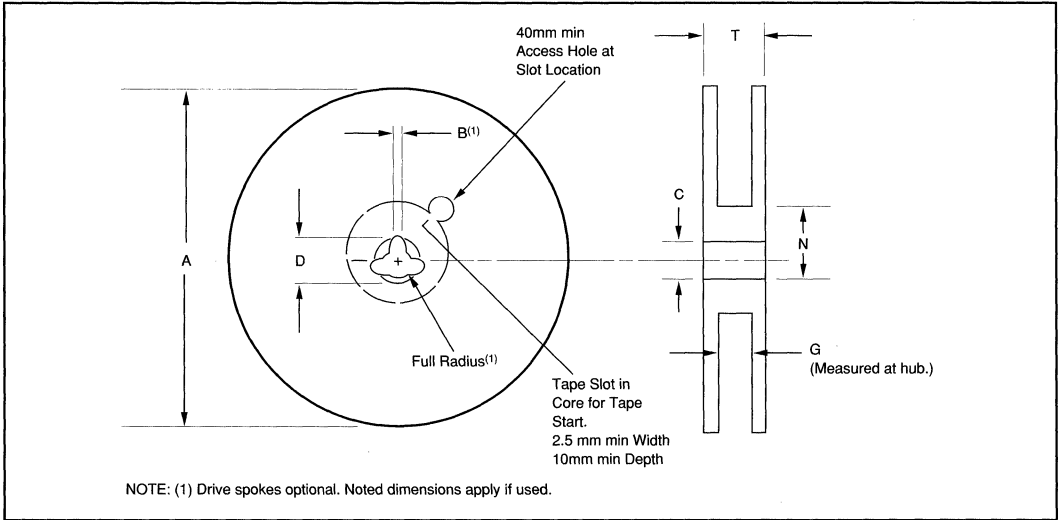 40mm min
Access Hole at
Slot Location
T
B(1)
C
A
D
N
Full Radius(1)
G
(Measured at hub.)
Tape Slot in
Core for Tape
Start.
2.5 mm min Width
10mm min Depth
NOTE: (1) Drive spokes optional. Noted dimensions apply if used.